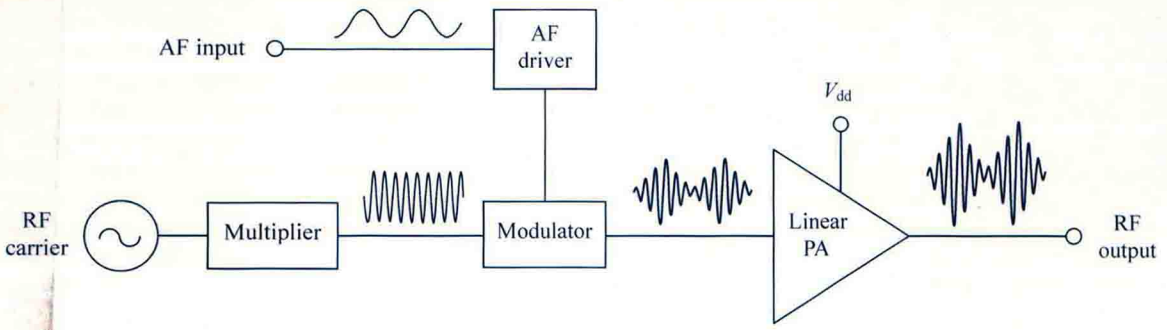 AF input
AF
driver
V_dd
RF
carrier
Multiplier
Modulator
Linear
PA
RF
output